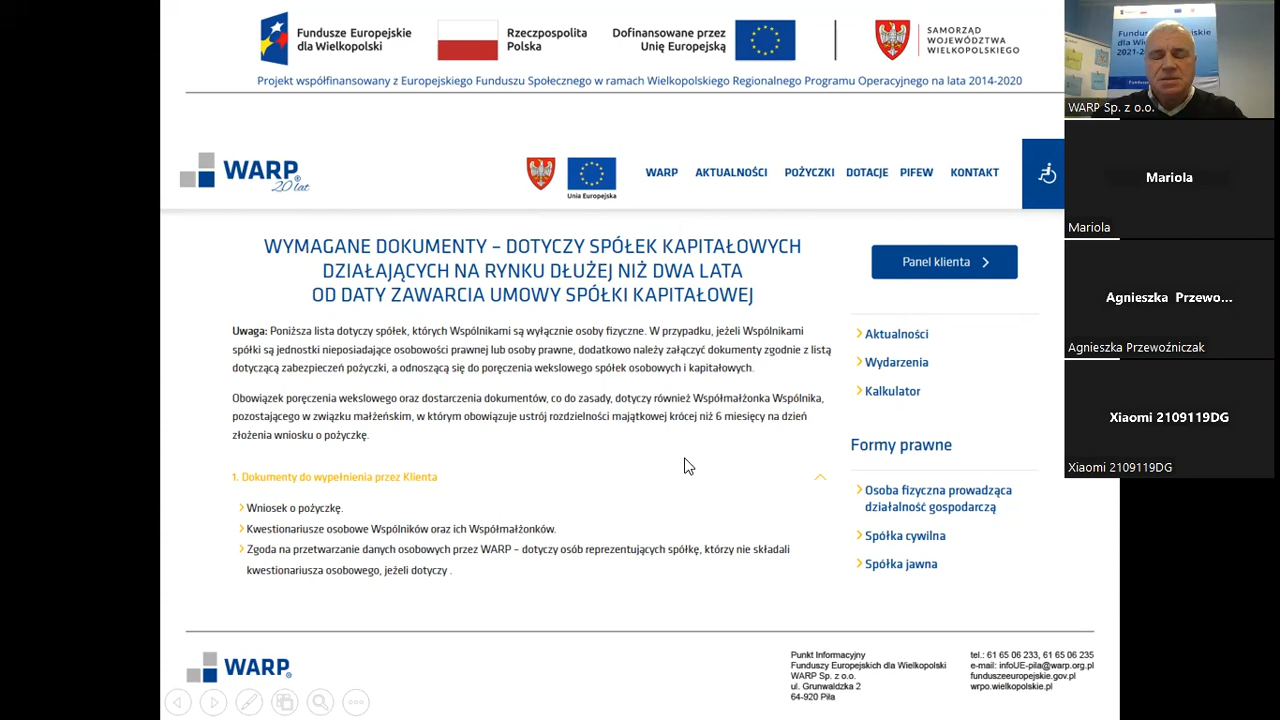 Fundusze Europejskie
dla Wielkopolski
Rzeczpospolita
Polska
Dofinansowane przez
Unię Europejską
SAMORZĄD
WOJEWÓDZTWA
WIELKOPOLSKIEGO
Projekt współfinansowany z Europejskiego Funduszu Społecznego w ramach Wielkopolskiego Regionalnego Programu Operacyjnego na lata 2014-2020
WARP
20 lat
Unia Europejska
WARP AKTUALNOŚCI POŻYCZKI DOTACJE PIFEW KONTAKT
WYMAGANE DOKUMENTY – DOTYCZY SPÓŁEK KAPITAŁOWYCH
DZIAŁAJĄCYCH NA RYNKU DŁUŻEJ NIŻ DWA LATA
OD DATY ZAWARCIA UMOWY SPÓŁKI KAPITAŁOWEJ
Uwaga: Poniższa lista dotyczy spółek, których Wspólnikami są wyłącznie osoby fizyczne. W przypadku, jeżeli Wspólnikami
spółki są jednostki nieposiadające osobowości prawnej lub osoby prawne, dodatkowo należy załączyć dokumenty zgodnie z listą
dotyczącą zabezpieczeń pożyczki, a odnoszącą się do poręczenia wekslowego spółek osobowych i kapitałowych.
Obowiązek poręczenia wekslowego oraz dostarczenia dokumentów, co do zasady, dotyczy również Współmałżonka Wspólnika,
pozostającego w związku małżeńskim, w którym obowiązuje ustrój rozdzielności majątkowej krócej niż 6 miesięcy na dzień
złożenia wniosku o pożyczkę.
1. Dokumenty do wypełnienia przez Klienta
Wniosek o pożyczkę.
Kwestionariusze osobowe Wspólników oraz ich Współmałżonków.
Zgoda na przetwarzanie danych osobowych przez WARP – dotyczy osób reprezentujących spółkę, którzy nie składali
kwestionariusza osobowego, jeżeli dotyczy .
Panel klienta
Aktualności
Wydarzenia
Kalkulator
Formy prawne
Osoba fizyczna prowadząca
działalność gospodarczą
Spółka cywilna
Spółka jawna
WARP
Punkt Informacyjny
Funduszy Europejskich dla Wielkopolski
WARP Sp. z o.o.
ul. Grunwaldzka 2
64-920 Piła
tel.: 61 65 06 233, 61 65 06 235
e-mail: infoUE-pila@warp.org.pl
funduszeeuropejskie.gov.pl
wrpo.wielkopolskie.pl
WARP Sp. z o.o.
Mariola
Mariola
Agnieszka Przewo...
Agnieszka Przewoźniczak
Xiaomi 2109119DG
Xiaomi 2109119DG